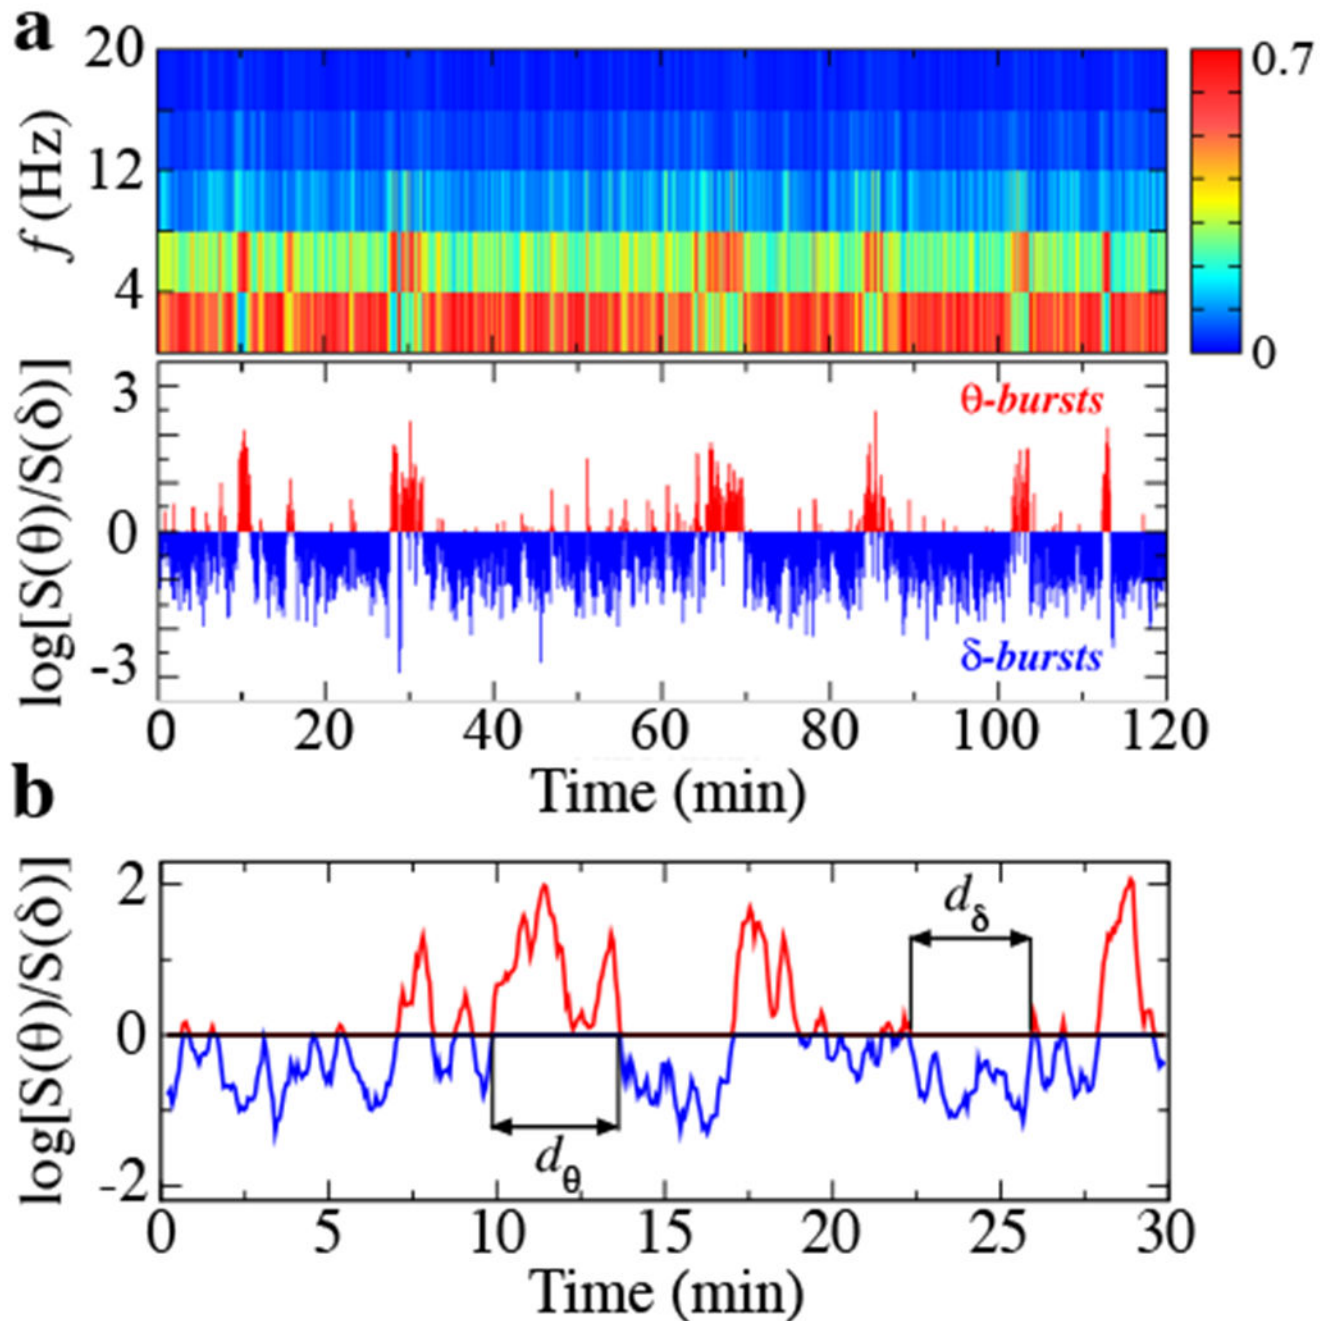 a
20
12
4
f (Hz)
0.7
0
3
0
-3
log[S(θ)/S(δ)]
θ-bursts
δ-bursts
0 20 40 60 80 100 120
Time (min)
b
2
0
-2
log[S(θ)/S(δ)]
dδ
dθ
0 5 10 15 20 25 30
Time (min)